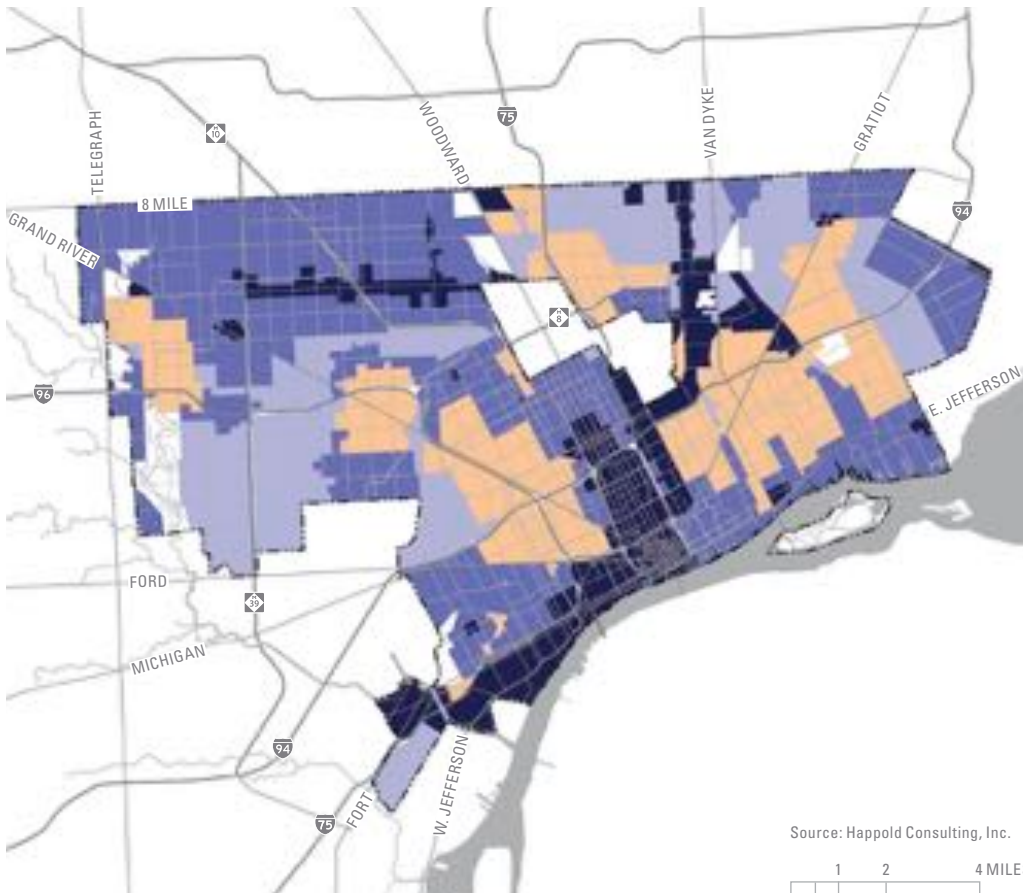 TELEGRAPH
M 10
WOODWARD
75
VAN DYKE
GRATIOT
8 MILE
GRAND RIVER
94
M 8
96
E. JEFFERSON
FORD
M 39
MICHIGAN
94
75
FORT
W. JEFFERSON
Source: Happold Consulting, Inc.
1 2 4 MILE